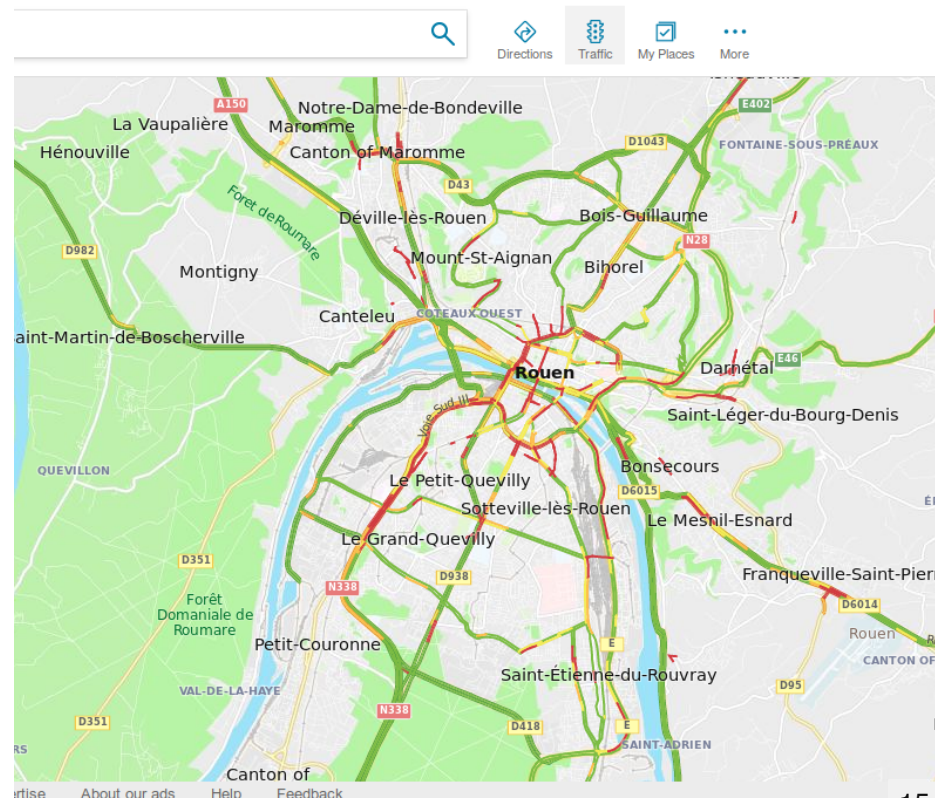 Directions
Traffic
My Places
More
A150
E402
Notre-Dame-de-Bondeville
La Vaupalière
Maromme
D1043
FONTAINE-SOUS-PRÉAUX
Hénouville
Canton of Maromme
D43
Foret de Roumare
Déville-lès-Rouen
Bois-Guillaume
D982
N28
Montigny
Mount-St-Aignan
Bihorel
Canteleu
COTEAUX OUEST
aint-Martin-de-Boscherville
E46
Rouen
Darnétal
Voie Sud III
Saint-Léger-du-Bourg-Denis
QUEVILLON
Bonsecours
Le Petit-Quevilly
D6015
Sotteville-lès-Rouen
Le Mesnil-Esnard
Le Grand-Quevilly
D351
Franqueville-Saint-Pierr
N338
D938
D6014
Forêt
Domaniale de
Roumare
Rouen
Petit-Couronne
E
CANTON OF
Saint-Étienne-du-Rouvray
D95
VAL-DE-LA-HAYE
N338
D351
D418
E
RS
SAINT-ADRIEN
Canton of
ertise
About our ads
Help
Feedback